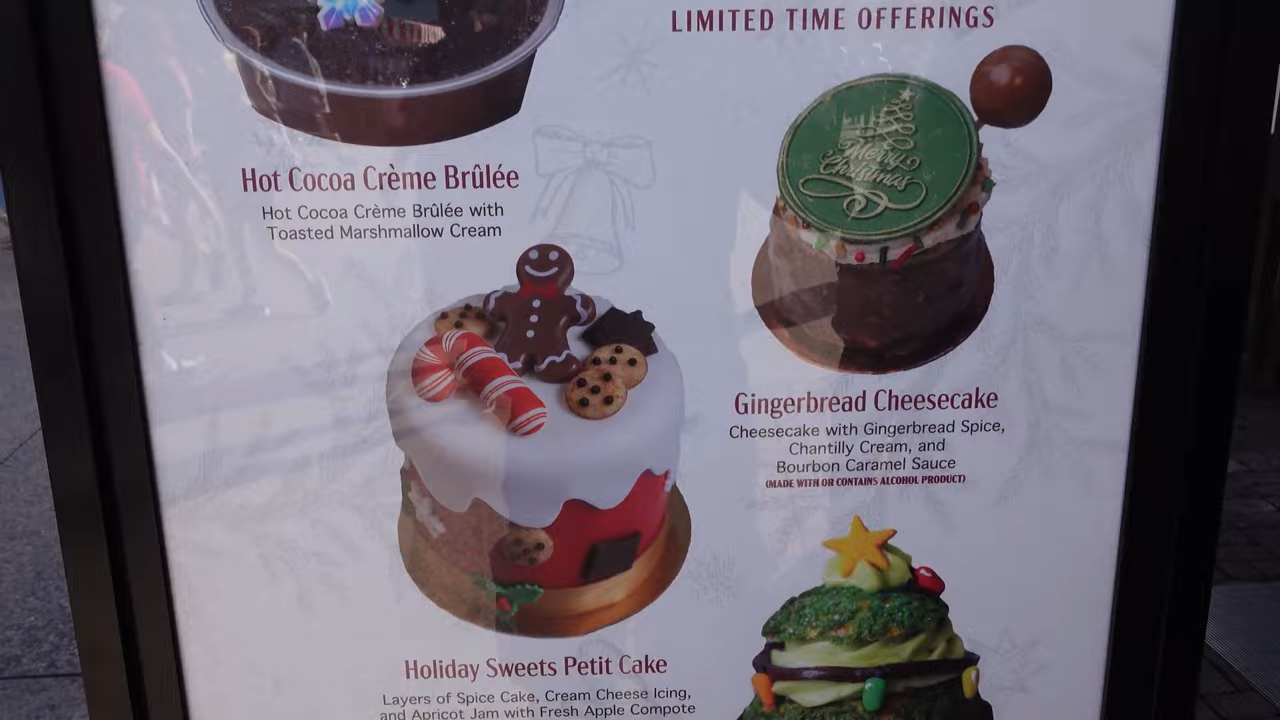 LIMITED TIME OFFERINGS
Merry
Christmas
Hot Cocoa Crème Brûlée
Hot Cocoa Crème Brûlée with
Toasted Marshmallow Cream
Gingerbread Cheesecake
Cheesecake with Gingerbread Spice,
Chantilly Cream, and
Bourbon Caramel Sauce
(MADE WITH OR CONTAINS ALCOHOL PRODUCT)
Holiday Sweets Petit Cake
Layers of Spice Cake, Cream Cheese Icing,
and Apricot Jam with Fresh Apple Compote